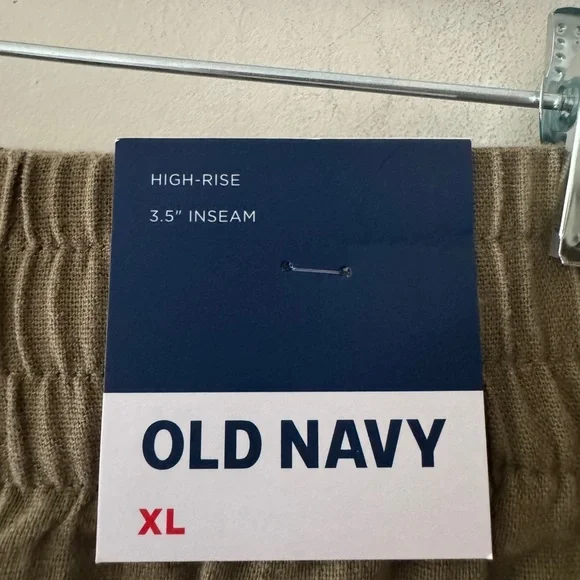 HIGH-RISE
3.5" INSEAM
OLD NAVY
XL